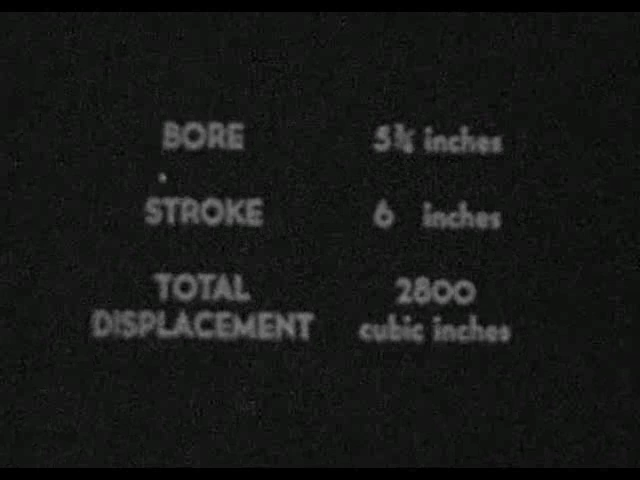 BORE 5¾ inches
STROKE 6 inches
TOTAL 2800
DISPLACEMENT cubic inches